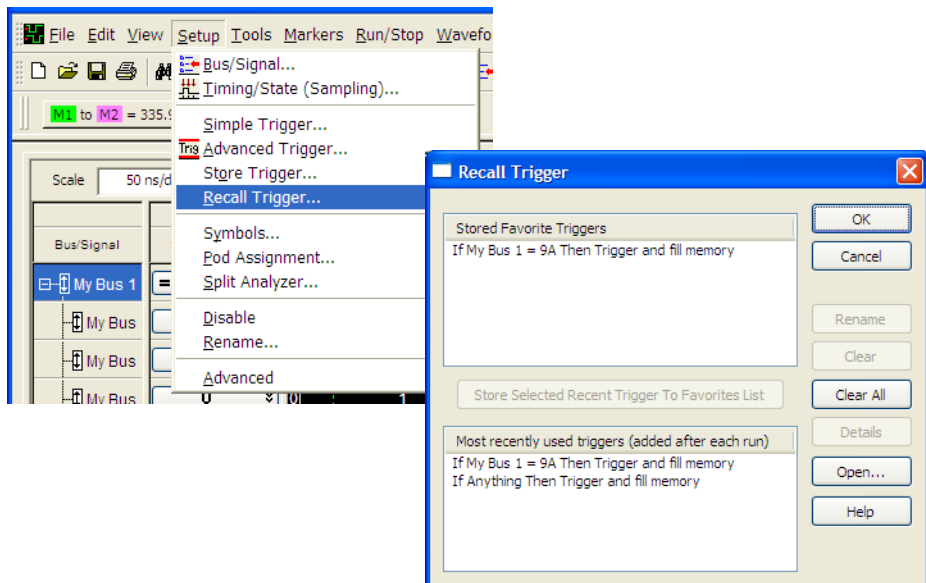 File Edit View Setup Tools Markers Run/Stop Wavefo
Bus/Signal...
Timing/State (Sampling)...
M1 to M2 = 335.9
Simple Trigger...
Trig Advanced Trigger...
Store Trigger...
Recall Trigger...
Scale 50 ns/d
Symbols...
Pod Assignment...
Split Analyzer...
Disable
Rename...
Advanced
Bus/Signal
My Bus 1 =
My Bus
My Bus
My Bus 0 [0] 1
Recall Trigger
Stored Favorite Triggers
If My Bus 1 = 9A Then Trigger and fill memory
Store Selected Recent Trigger To Favorites List
Most recently used triggers (added after each run)
If My Bus 1 = 9A Then Trigger and fill memory
If Anything Then Trigger and fill memory
OK
Cancel
Rename
Clear
Clear All
Details
Open...
Help